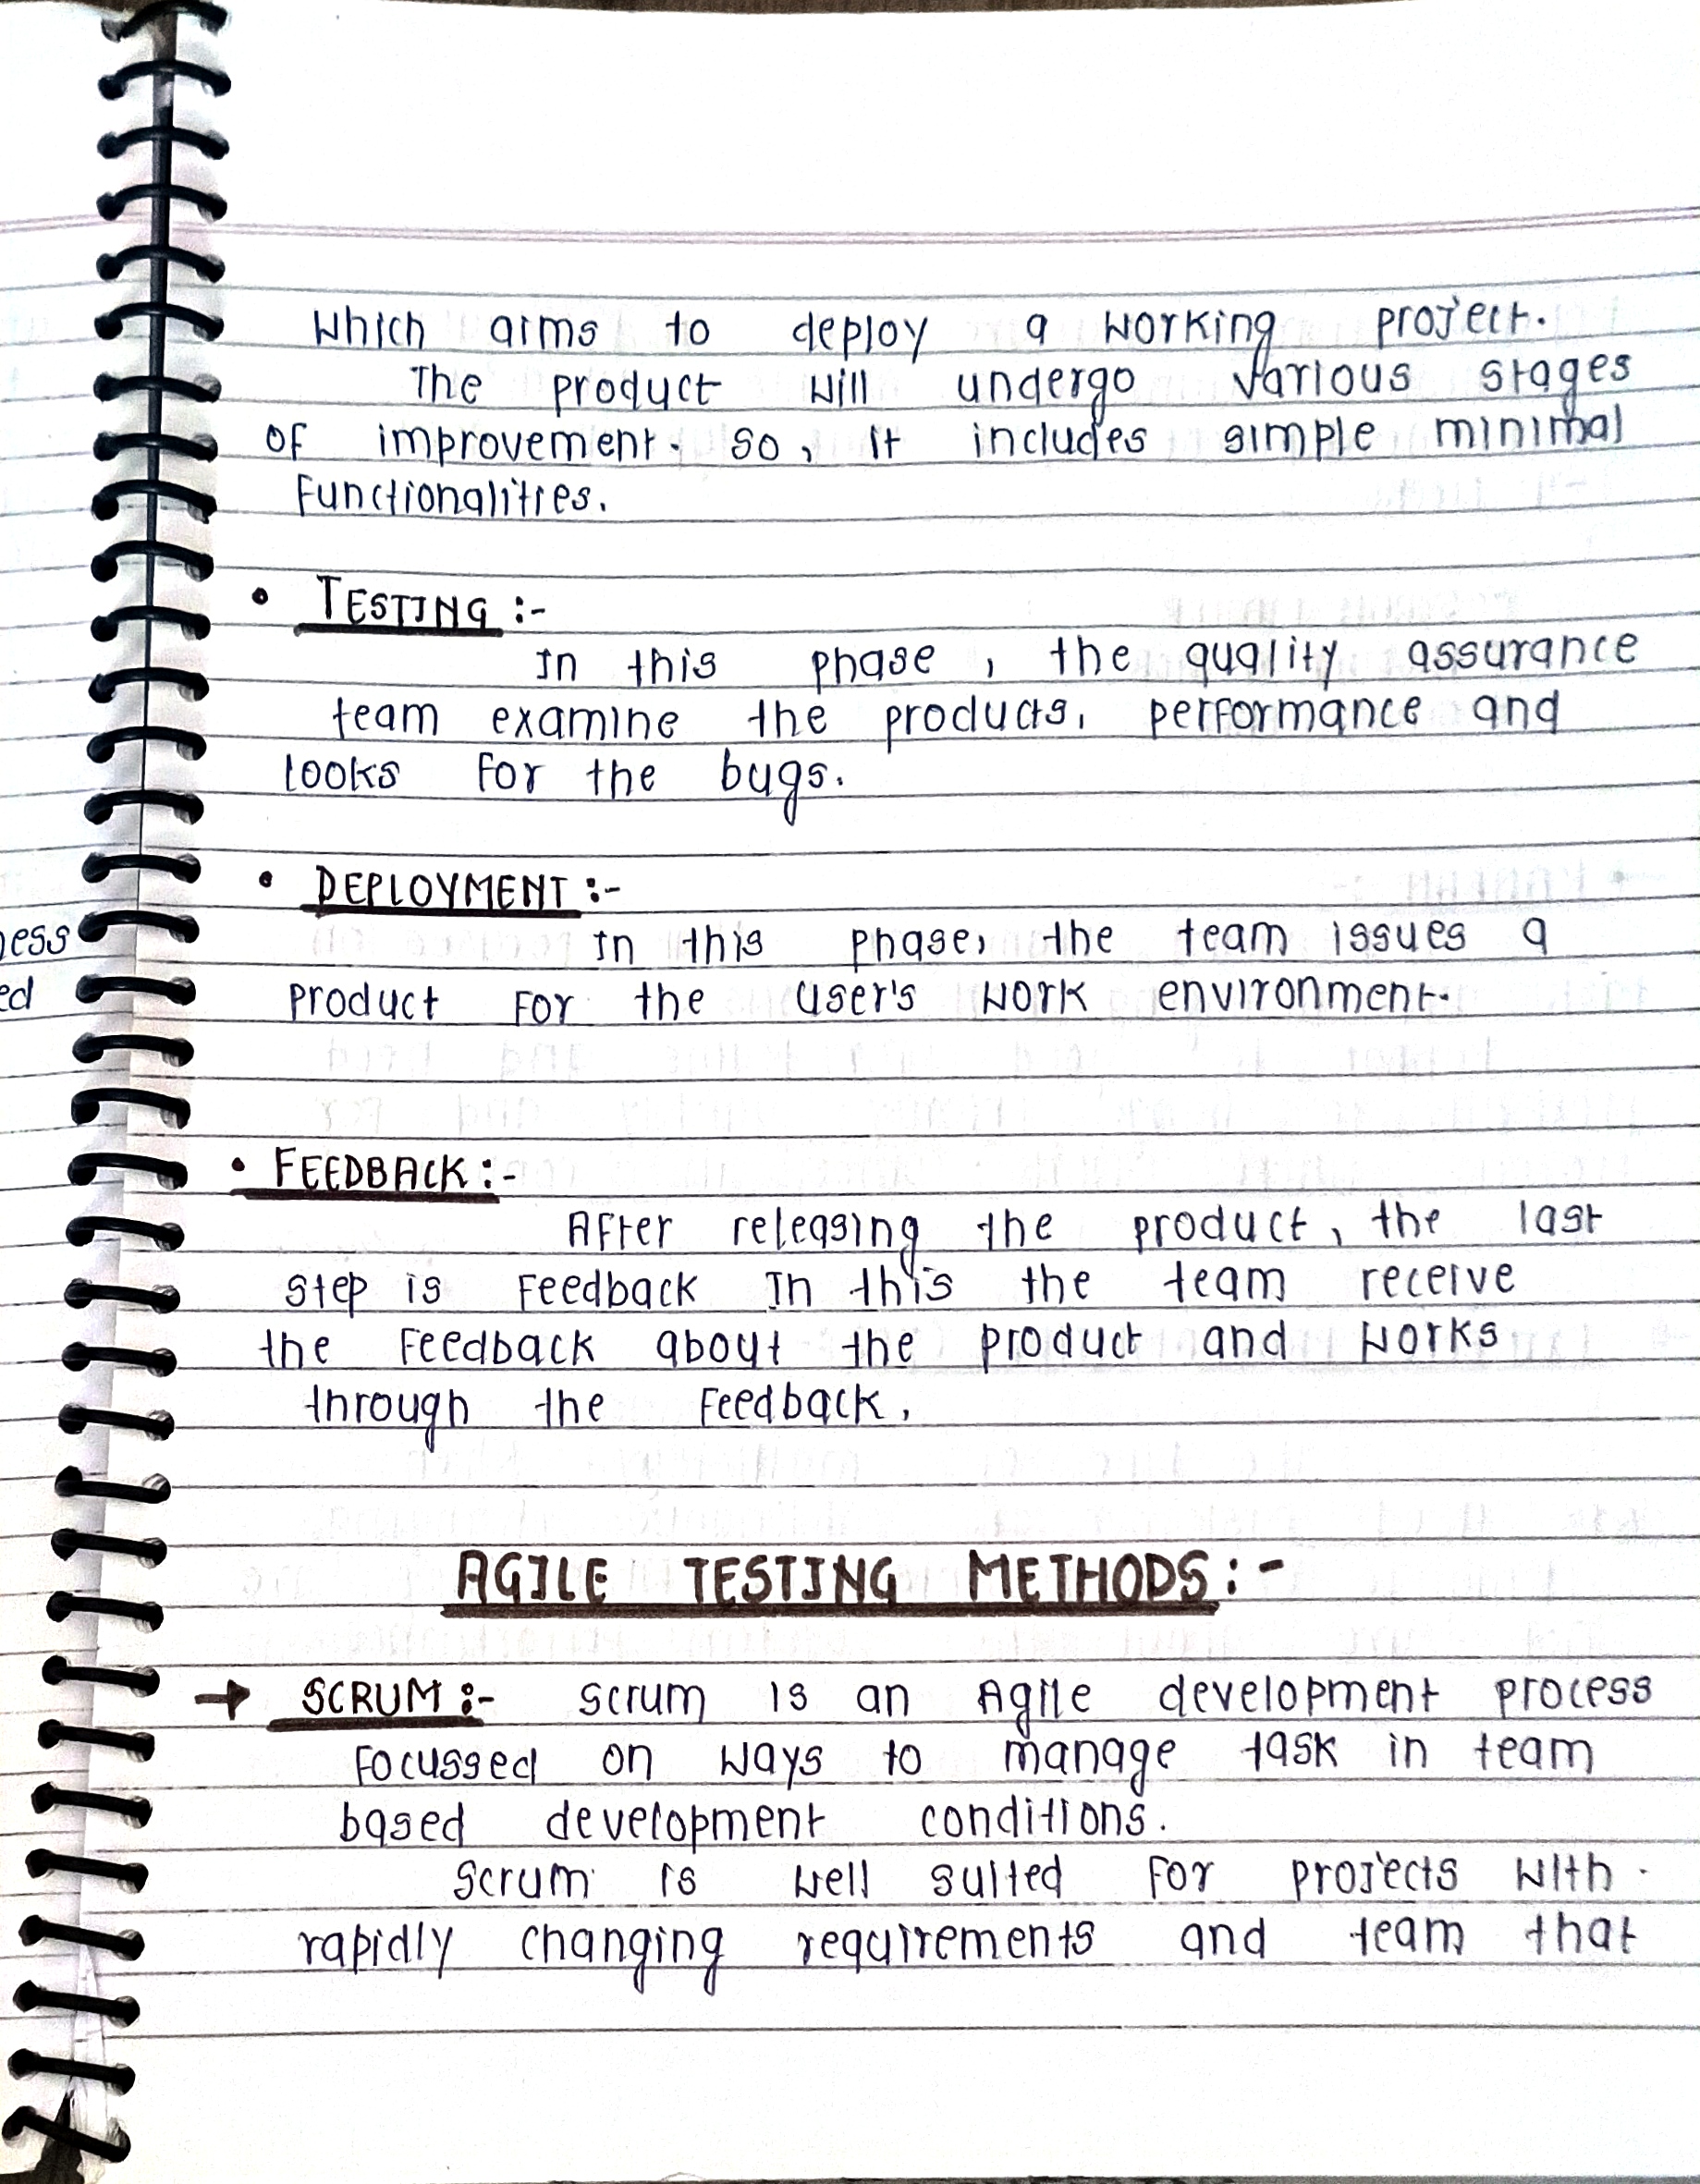 ess
ed
which aims to deploy a working project.
The product will undergo various stages
of improvement. so, it includes simple minimal
functionalities.
• TESTING :-
In this phase, the quality assurance
team examine the products, performance and
looks for the bugs.
• DEPLOYMENT :-
In this phase, the team issues a
product for the user's work environment.
• FEEDBACK :-
After releasing the product, the last
step is feedback In this the team receive
the feedback about the product and works
through the feedback.
AGILE TESTING METHODS :-
→ SCRUM :- scrum is an Agile development process
focussed on ways to manage task in team
based development conditions.
scrum is well suited for projects with
rapidly changing requirements and team that